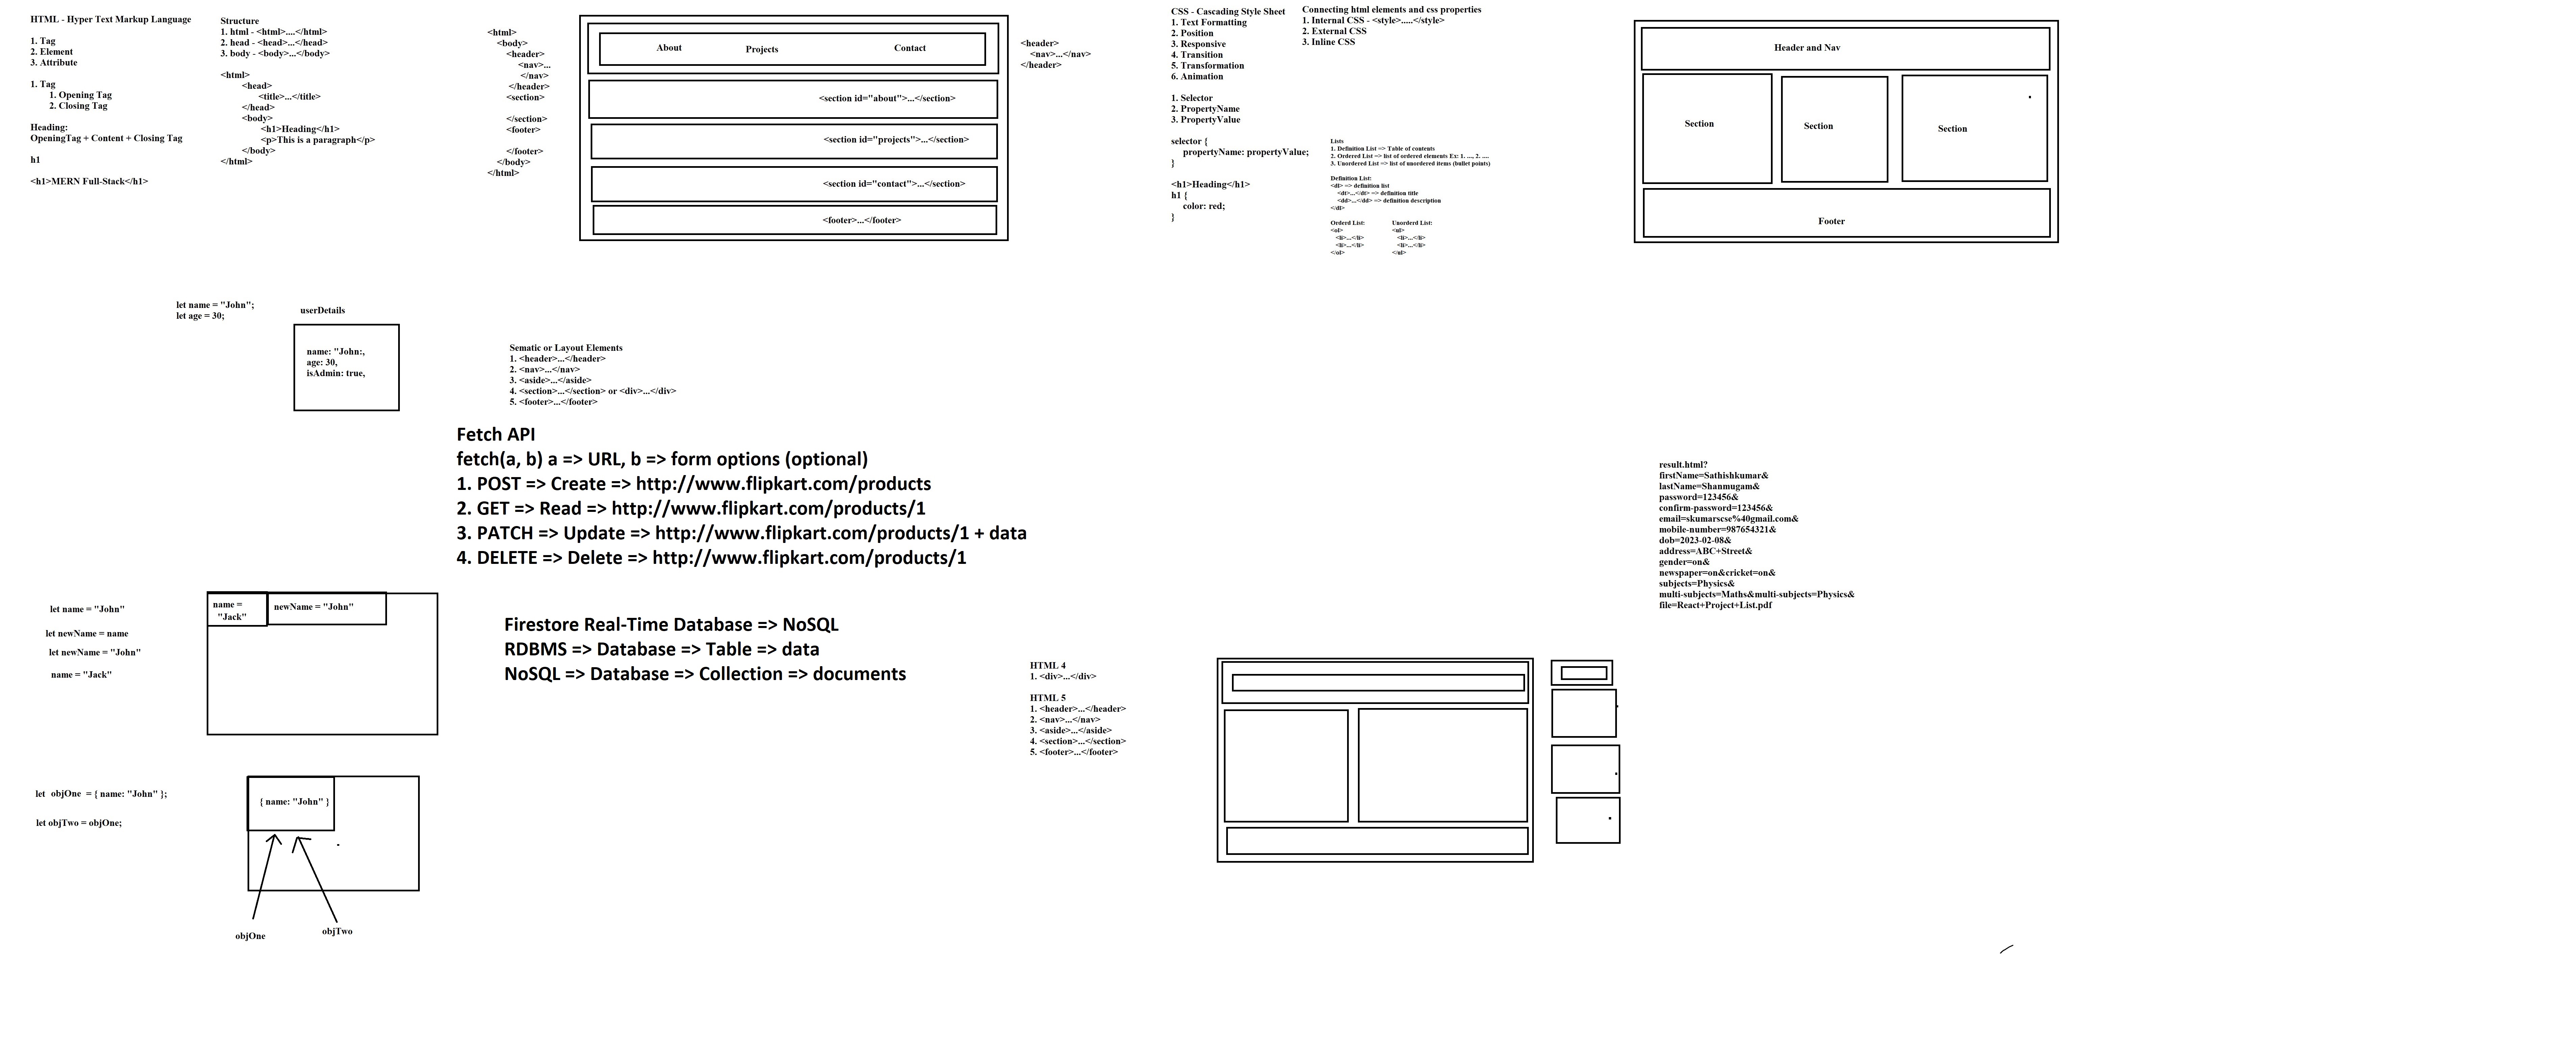 HTML - Hyper Text Markup Language
1. Tag
2. Element
3. Attribute
1. Tag
1. Opening Tag
2. Closing Tag
Heading:
OpeningTag + Content + Closing Tag
h1
<h1>MERN Full-Stack</h1>
Structure
1. html - <html>....</html>
2. head - <head>...</head>
3. body - <body>...</body>
<html>
<head>
<title>...</title>
</head>
<body>
<h1>Heading</h1>
<p>This is a paragraph</p>
</body>
</html>
<html>
<body>
<header>
<nav>...
</nav>
</header>
<section>
</section>
<footer>
</footer>
</body>
</html>
About
Projects
Contact
<section id="about">...</section>
<section id="projects">...</section>
<section id="contact">...</section>
<footer>...</footer>
<header>
<nav>...</nav>
</header>
CSS - Cascading Style Sheet
1. Text Formatting
2. Position
3. Responsive
4. Transition
5. Transformation
6. Animation
1. Selector
2. PropertyName
3. PropertyValue
selector {
propertyName: propertyValue;
}
<h1>Heading</h1>
h1 {
color: red;
}
Connecting html elements and css properties
1. Internal CSS - <style>.....</style>
2. External CSS
3. Inline CSS
Lists
1. Definition List => Table of contents
2. Ordered List => list of ordered elements Ex: 1. ...., 2. ....
3. Unordered List => list of unordered items (bullet points)
Definition List:
<dl> => definition list
<dt>...</dt> => definition title
<dd>...</dd> => definition description
</dl>
Orderd List:
<ol>
<li>...</li>
<li>...</li>
</ol>
Unorderd List:
<ul>
<li>...</li>
<li>...</li>
</ul>
Header and Nav
Section
Section
Section
Footer
let name = "John";
let age = 30;
userDetails
name: "John:,
age: 30,
isAdmin: true,
Sematic or Layout Elements
1. <header>...</header>
2. <nav>...</nav>
3. <aside>...</aside>
4. <section>...</section> or <div>...</div>
5. <footer>...</footer>
Fetch API
fetch(a, b) a => URL, b => form options (optional)
1. POST => Create => http://www.flipkart.com/products
2. GET => Read => http://www.flipkart.com/products/1
3. PATCH => Update => http://www.flipkart.com/products/1 + data
4. DELETE => Delete => http://www.flipkart.com/products/1
result.html?
firstName=Sathishkumar&
lastName=Shanmugam&
password=123456&
confirm-password=123456&
email=skumarscse%40gmail.com&
mobile-number=987654321&
dob=2023-02-08&
address=ABC+Street&
gender=on&
newspaper=on&cricket=on&
subjects=Physics&
multi-subjects=Maths&multi-subjects=Physics&
file=React+Project+List.pdf
let name = "John"
let newName = name
let newName = "John"
name = "Jack"
name =
"Jack"
newName = "John"
Firestore Real-Time Database => NoSQL
RDBMS => Database => Table => data
NoSQL => Database => Collection => documents
HTML 4
1. <div>...</div>
HTML 5
1. <header>...</header>
2. <nav>...</nav>
3. <aside>...</aside>
4. <section>...</section>
5. <footer>...</footer>
let objOne = { name: "John" };
let objTwo = objOne;
{ name: "John" }
objOne
objTwo